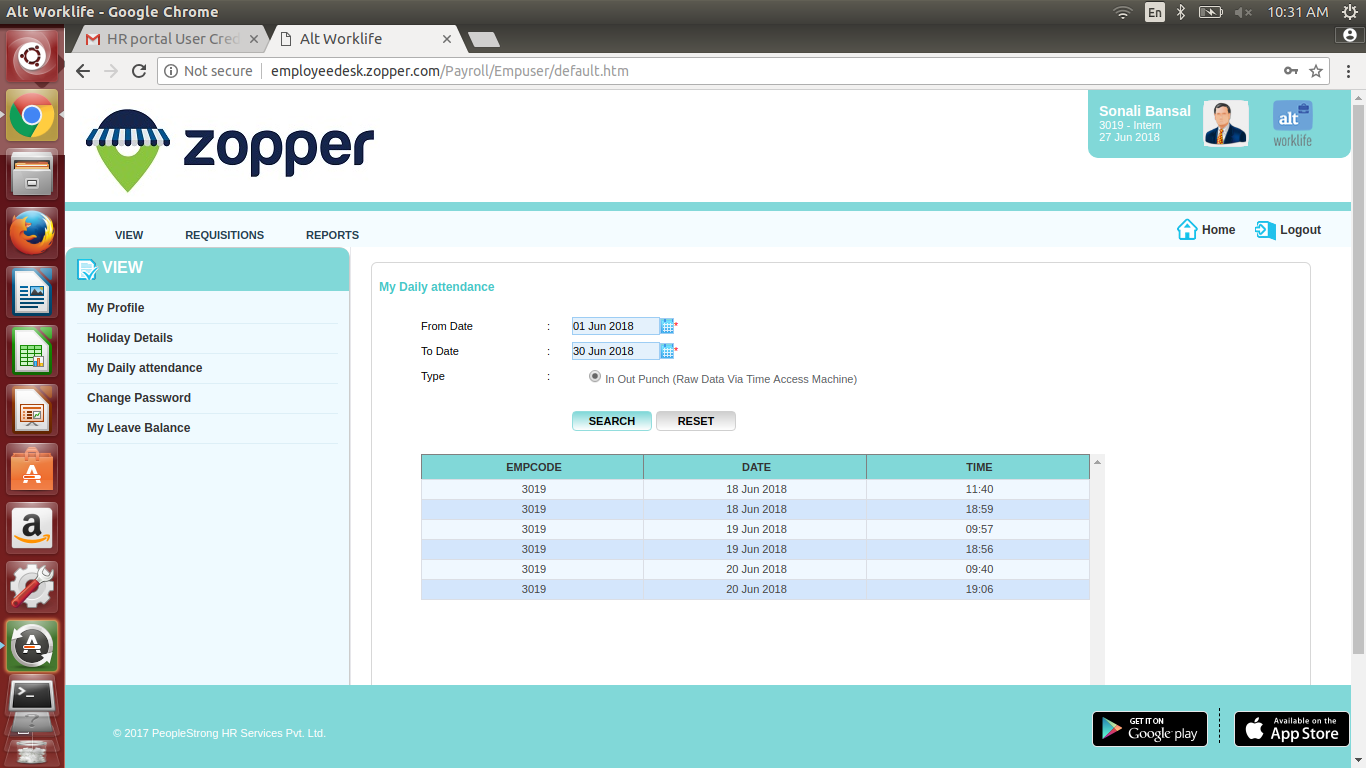 Alt Worklife - Google Chrome
En
10:31 AM
HR portal User Cred
Alt Worklife
Not secure
employeedesk.zopper.com/Payroll/Empuser/default.htm
zopper
Sonali Bansal
3019 - Intern
27 Jun 2018
alt
worklife
VIEW REQUISITIONS REPORTS
Home Logout
VIEW
My Profile
Holiday Details
My Daily attendance
Change Password
My Leave Balance
My Daily attendance
From Date : 01 Jun 2018 *
To Date : 30 Jun 2018 *
Type : In Out Punch (Raw Data Via Time Access Machine)
SEARCH RESET
EMPCODE DATE TIME
3019 18 Jun 2018 11:40
3019 18 Jun 2018 18:59
3019 19 Jun 2018 09:57
3019 19 Jun 2018 18:56
3019 20 Jun 2018 09:40
3019 20 Jun 2018 19:06
© 2017 PeopleStrong HR Services Pvt. Ltd.
GET IT ON
Google play
Available on the
App Store